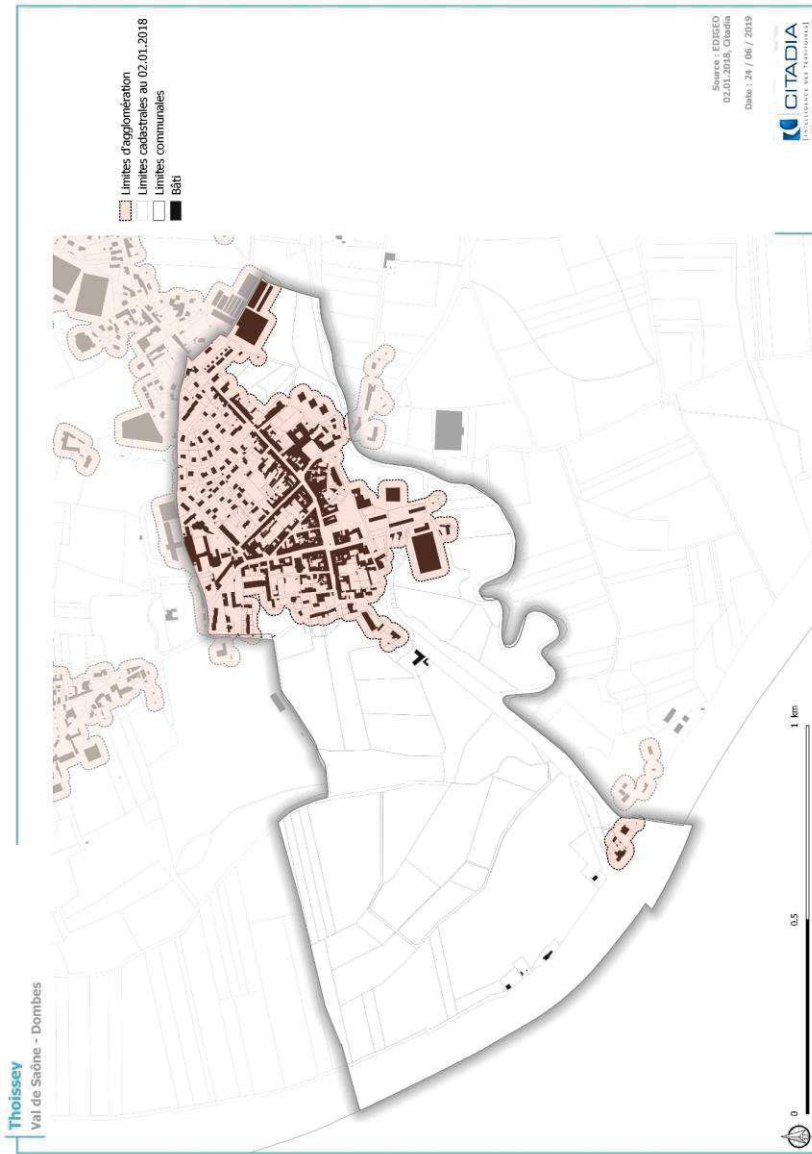 Thoissey
Val de Saône - Dombes
Limites d'agglomération
Limites cadastrales au 02.01.2018
Limites communales
Bâti
0
0.5
1 km
Source : EDIGEO
02.01.2018, Citadia
Date : 24 / 06 / 2019
CITADIA